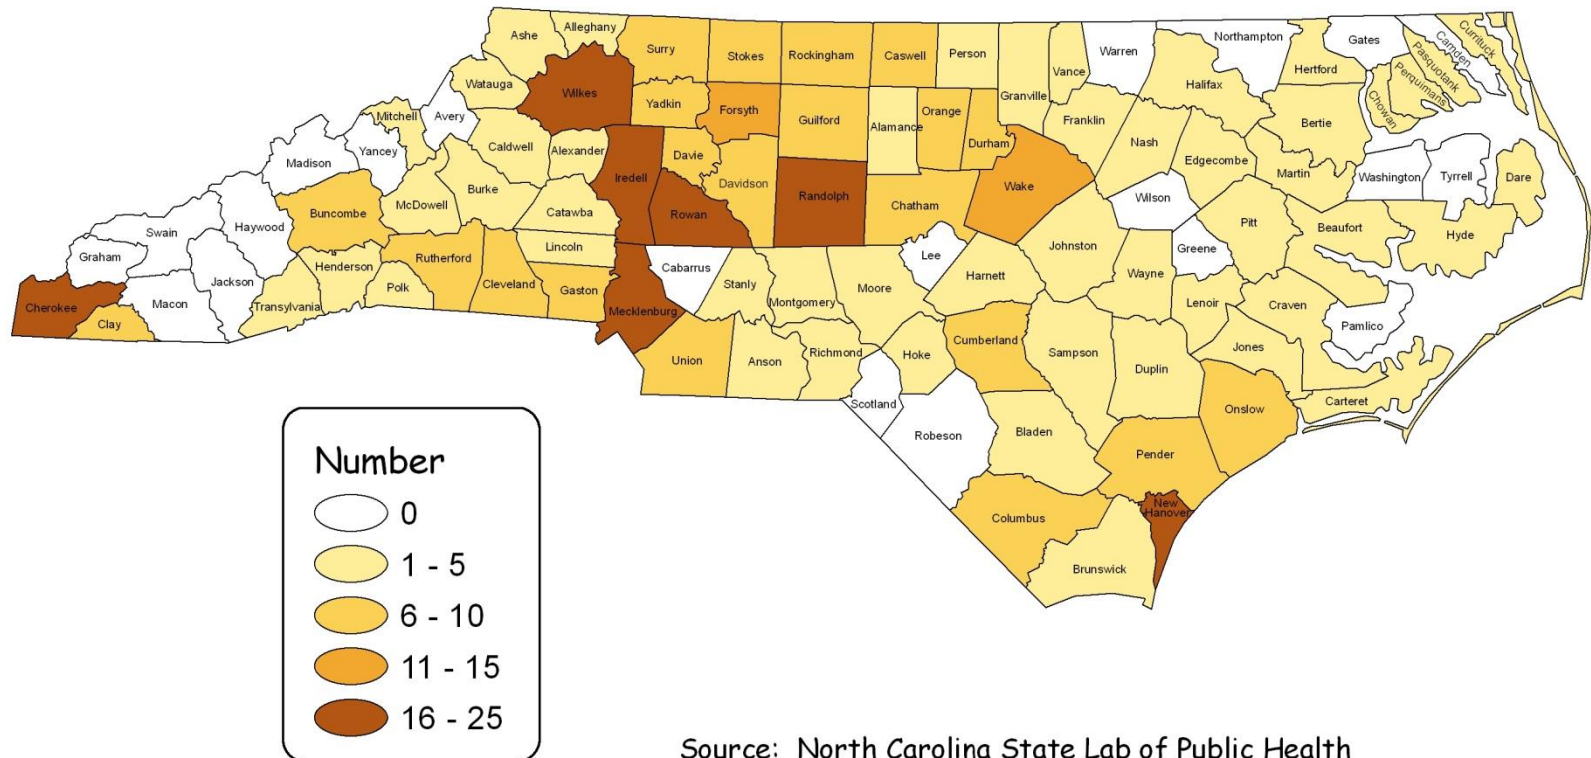 Alleghany
Ashe
Surry
Stokes
Rockingham
Caswell
Person
Warren
Northampton
Gates
Camden
Currituck
Pasquotank
Perquimans
Chowan
Hertford
Vance
Granville
Halifax
Watauga
Wilkes
Yadkin
Forsyth
Guilford
Alamance
Orange
Durham
Franklin
Nash
Edgecombe
Bertie
Martin
Mitchell
Avery
Yancey
Madison
Caldwell
Alexander
Davie
Iredell
Davidson
Randolph
Chatham
Wake
Wilson
Washington
Tyrrell
Dare
Buncombe
McDowell
Burke
Catawba
Rowan
Haywood
Swain
Graham
Jackson
Macon
Cherokee
Clay
Transylvania
Henderson
Polk
Rutherford
Cleveland
Lincoln
Gaston
Mecklenburg
Cabarrus
Stanly
Montgomery
Moore
Lee
Harnett
Johnston
Wayne
Greene
Pitt
Beaufort
Hyde
Lenoir
Craven
Pamlico
Jones
Union
Anson
Richmond
Hoke
Cumberland
Sampson
Duplin
Scotland
Robeson
Bladen
Onslow
Carteret
Pender
Columbus
New
Hanover
Brunswick
Number
0
1 - 5
6 - 10
11 - 15
16 - 25
Source: North Carolina State Lab of Public Health